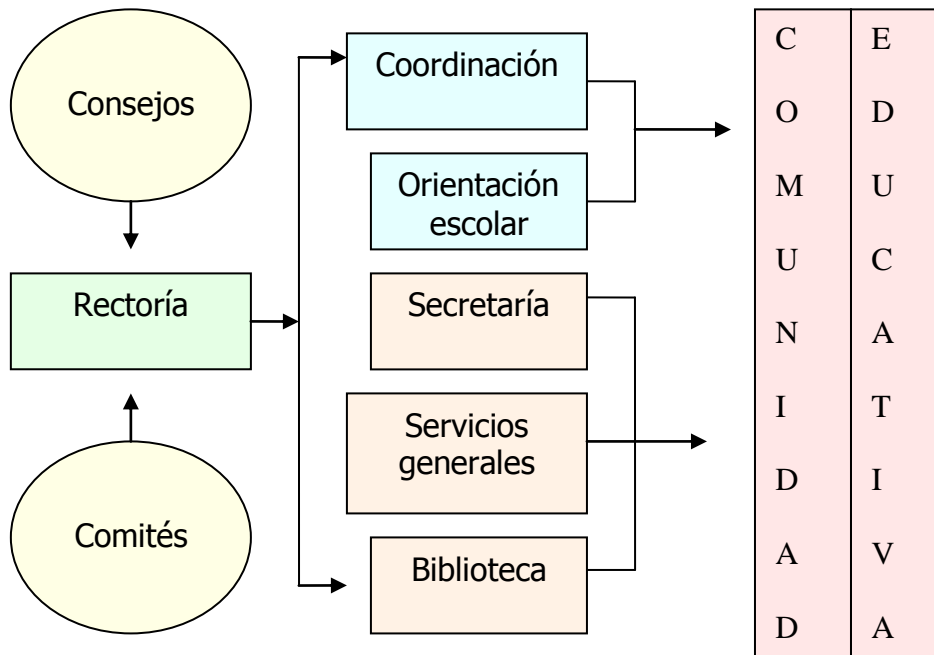 Consejos
Rectoría
Comités
Coordinación
Orientación
escolar
Secretaría
Servicios
generales
Biblioteca
C
O
M
U
N
I
D
A
D
E
D
U
C
A
T
I
V
A